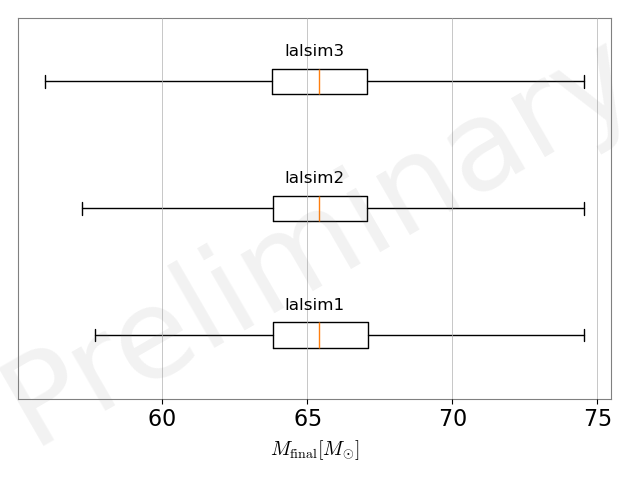 lalsim3
lalsim2
lalsim1
Preliminary
60 65 70 75
M_final[M_⊙]